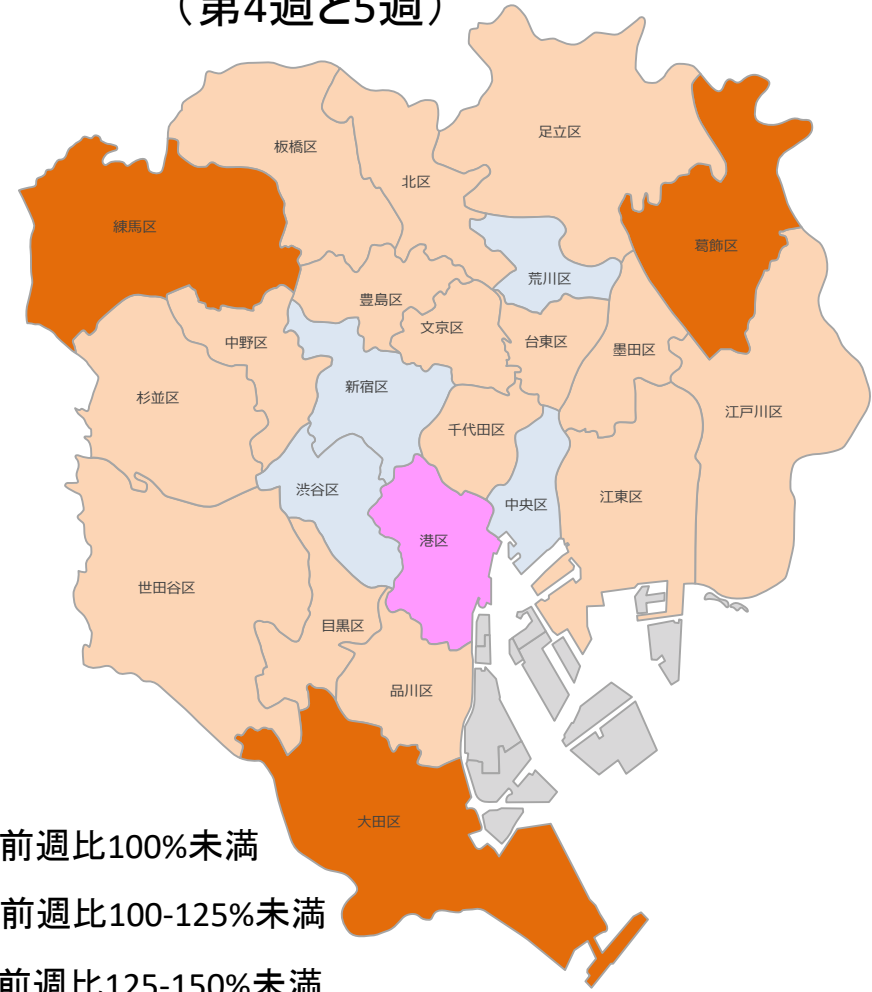 （第4週と5週）
足立区
板橋区
北区
練馬区
葛飾区
荒川区
豊島区
文京区
中野区
台東区
墨田区
新宿区
杉並区
江戸川区
千代田区
渋谷区
江東区
中央区
港区
世田谷区
目黒区
品川区
大田区
前週比100%未満
前週比100-125%未満
前週比125-150%未満